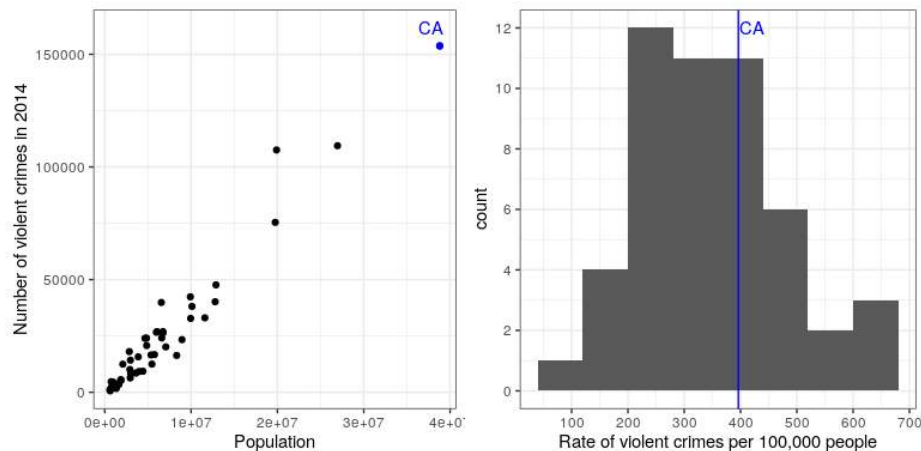 CA
150000
100000
50000
0
Number of violent crimes in 2014
0e+00 1e+07 2e+07 3e+07 4e+0
Population
CA
12
10
8
6
4
2
0
count
100 200 300 400 500 600 700
Rate of violent crimes per 100,000 people